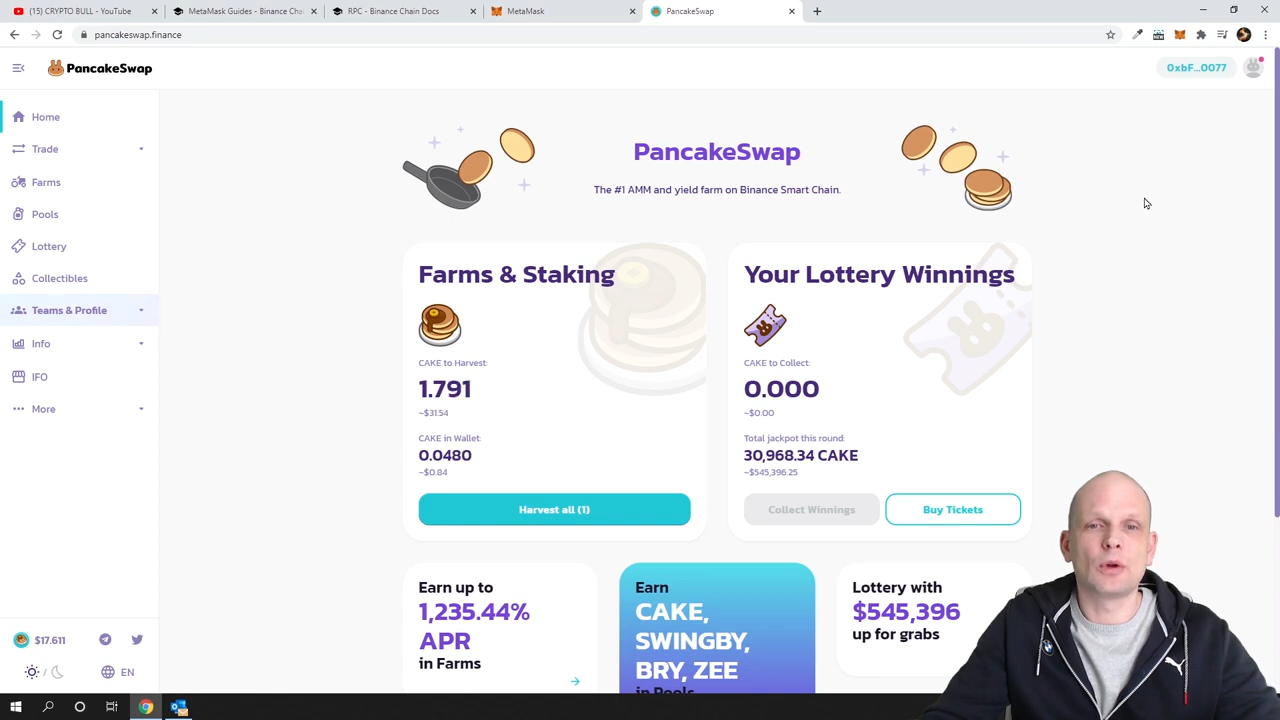 (15) CRYPTO BULL - YouTube
MetaMask Guides - Binance Chai
RPC - Binance Chain Docs
MetaMask
PancakeSwap
pancakeswap.finance
PancakeSwap
0xbF...0077
Home
Trade
Farms
Pools
Lottery
Collectibles
Teams & Profile
Info
IFO
More
$17.611
EN
PancakeSwap
The #1 AMM and yield farm on Binance Smart Chain.
Farms & Staking
CAKE to Harvest:
1.791
~$31.54
CAKE in Wallet:
0.0480
~$0.84
Harvest all (1)
Your Lottery Winnings
CAKE to Collect:
0.000
~$0.00
Total jackpot this round:
30,968.34 CAKE
~$545,396.25
Collect Winnings
Buy Tickets
Earn up to
1,235.44%
APR
in Farms
Earn
CAKE,
SWINGBY,
BRY, ZEE
in Pools
Lottery with
$545,396
up for grabs